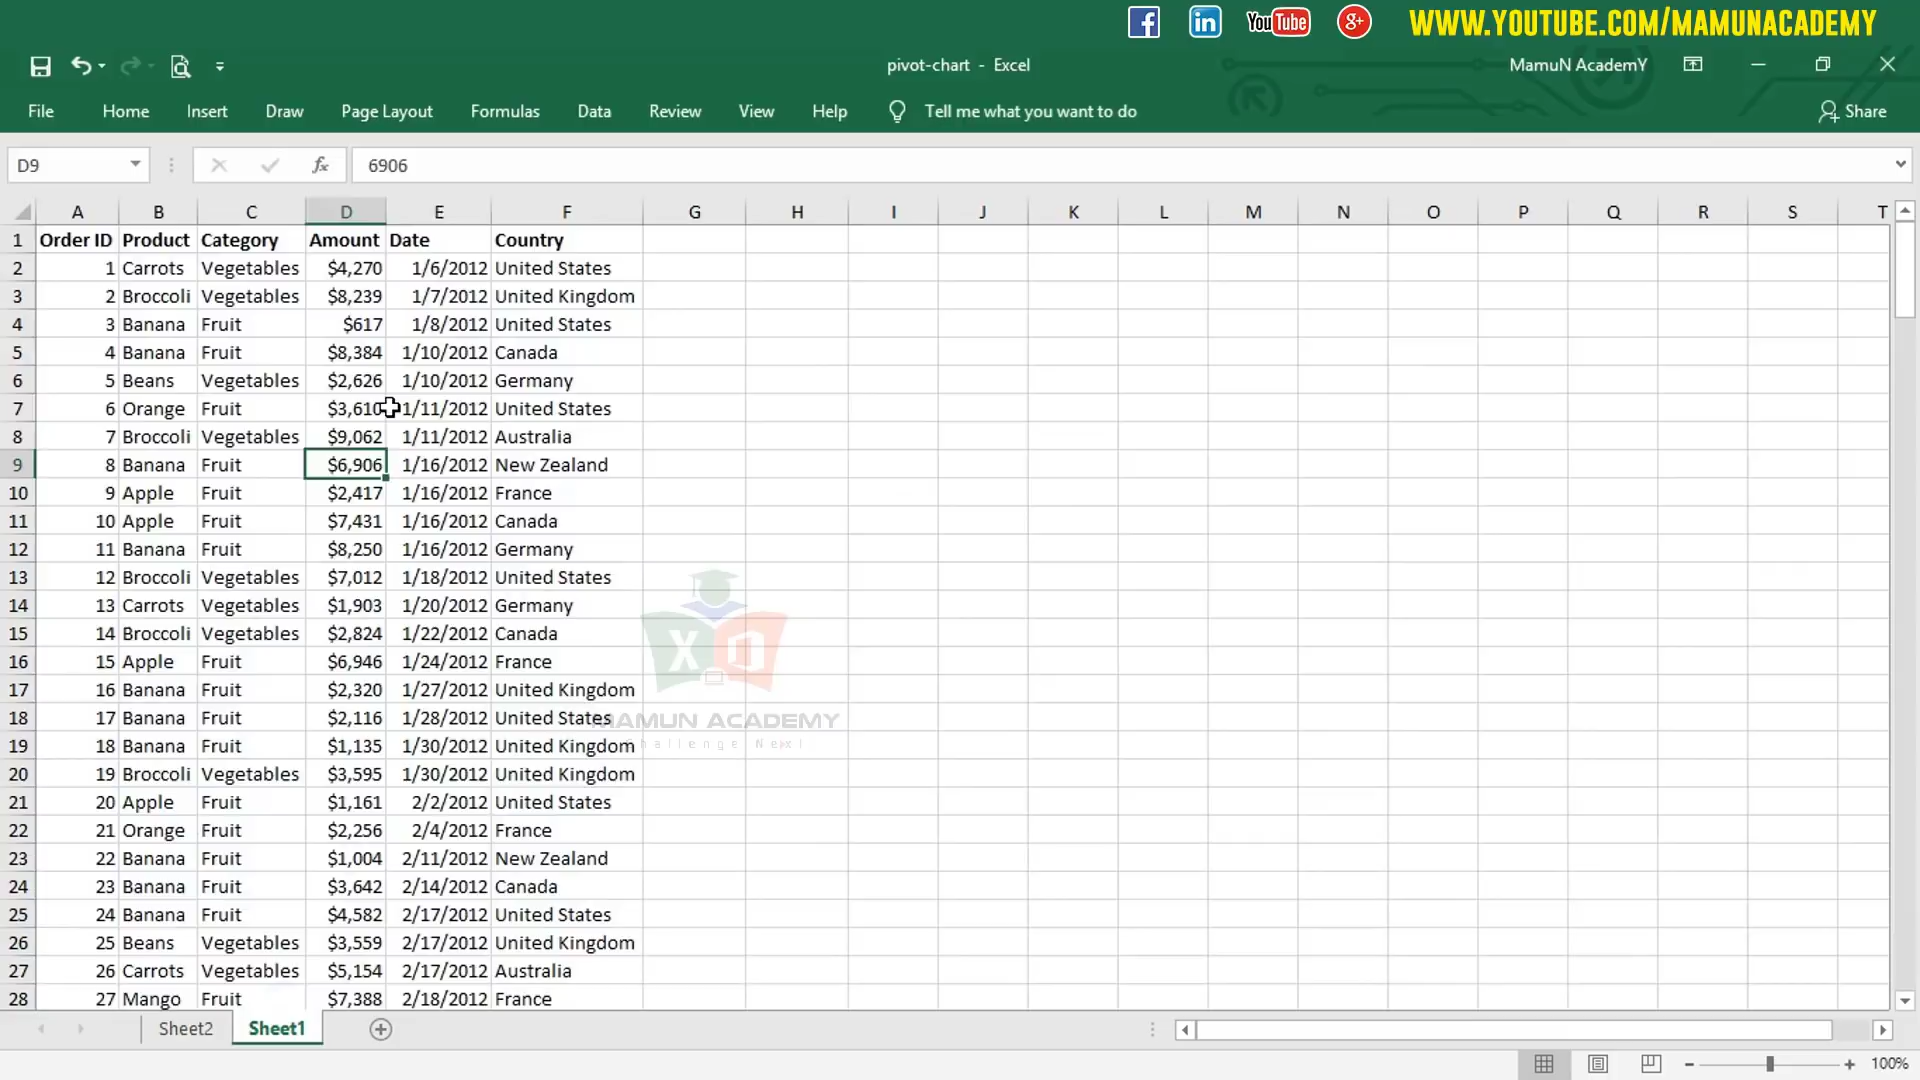 f in YouTube g+ WWW.YOUTUBE.COM/MAMUNACADEMY
pivot-chart - Excel MamuN AcademY
File Home Insert Draw Page Layout Formulas Data Review View Help Tell me what you want to do Share
D9 fx 6906
A B C D E F G H I J K L M N O P Q R S T
1 Order ID Product Category Amount Date Country
2 1 Carrots Vegetables $4,270 1/6/2012 United States
3 2 Broccoli Vegetables $8,239 1/7/2012 United Kingdom
4 3 Banana Fruit $617 1/8/2012 United States
5 4 Banana Fruit $8,384 1/10/2012 Canada
6 5 Beans Vegetables $2,626 1/10/2012 Germany
7 6 Orange Fruit $3,610 1/11/2012 United States
8 7 Broccoli Vegetables $9,062 1/11/2012 Australia
9 8 Banana Fruit $6,906 1/16/2012 New Zealand
10 9 Apple Fruit $2,417 1/16/2012 France
11 10 Apple Fruit $7,431 1/16/2012 Canada
12 11 Banana Fruit $8,250 1/16/2012 Germany
13 12 Broccoli Vegetables $7,012 1/18/2012 United States
14 13 Carrots Vegetables $1,903 1/20/2012 Germany
15 14 Broccoli Vegetables $2,824 1/22/2012 Canada
16 15 Apple Fruit $6,946 1/24/2012 France
17 16 Banana Fruit $2,320 1/27/2012 United Kingdom
18 17 Banana Fruit $2,116 1/28/2012 United States
MAMUN ACADEMY
19 18 Banana Fruit $1,135 1/30/2012 United Kingdom
Challenge Next
20 19 Broccoli Vegetables $3,595 1/30/2012 United Kingdom
21 20 Apple Fruit $1,161 2/2/2012 United States
22 21 Orange Fruit $2,256 2/4/2012 France
23 22 Banana Fruit $1,004 2/11/2012 New Zealand
24 23 Banana Fruit $3,642 2/14/2012 Canada
25 24 Banana Fruit $4,582 2/17/2012 United States
26 25 Beans Vegetables $3,559 2/17/2012 United Kingdom
27 26 Carrots Vegetables $5,154 2/17/2012 Australia
28 27 Mango Fruit $7,388 2/18/2012 France
Sheet2 Sheet1
100%